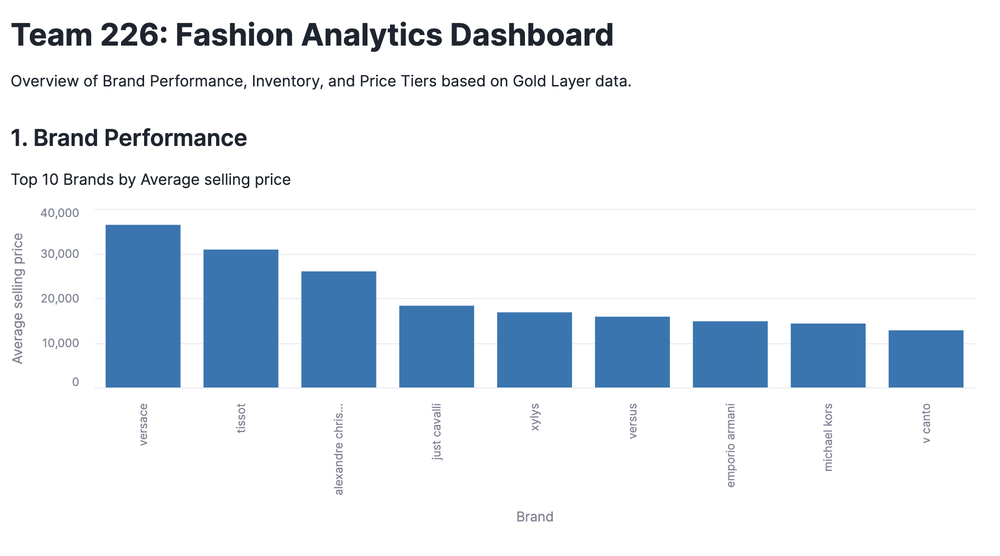 Team 226: Fashion Analytics Dashboard
Overview of Brand Performance, Inventory, and Price Tiers based on Gold Layer data.
1. Brand Performance
Top 10 Brands by Average selling price
Average selling price
40,000
30,000
20,000
10,000
0
versace
tissot
alexandre chris...
just cavalli
xylys
versus
emporio armani
michael kors
v canto
Brand